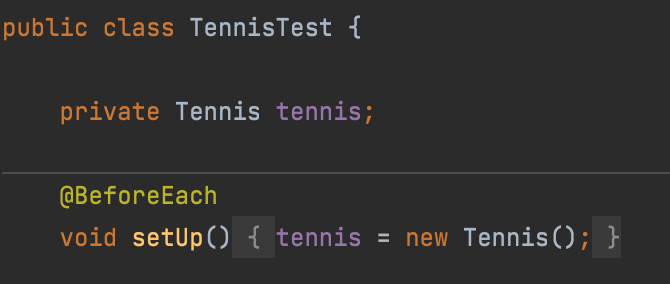 public class TennisTest {
private Tennis tennis;
@BeforeEach
void setUp() { tennis = new Tennis(); }